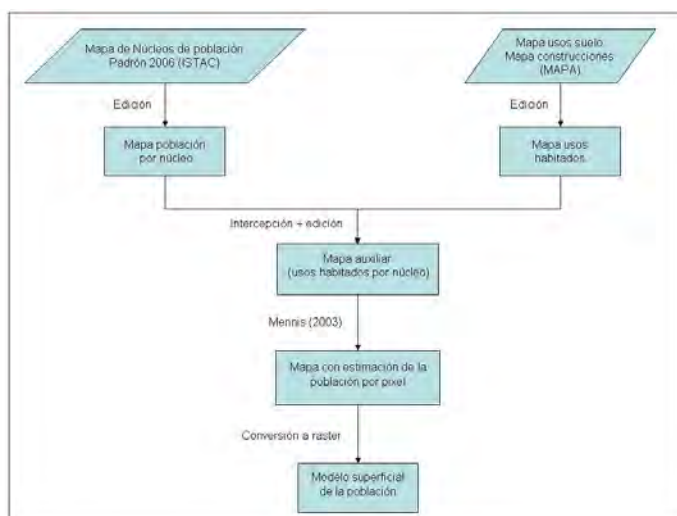 Mapa de Núcleos de población
Padrón 2006 (ISTAC)
Mapa usos suelo
Mapa construcciones
(MAPA)
Edición
Edición
Mapa población
por núcleo
Mapa usos
habitados
Intercepción + edición
Mapa auxiliar
(usos habitados por núcleo)
Mennis (2003)
Mapa con estimación de la
población por pixel
Conversión a raster
Modelo superficial
de la población